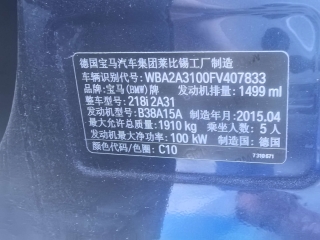 德国宝马汽车集团莱比锡工厂制造
车辆识别代号: WBA2A3100FV407833
品牌: 宝马(BMW)牌 发动机排量: 1499 ml
整车型号: 218i 2A31
发动机型号: B38A15A 制造年月: 2015.04
最大允许总质量: 1910 kg 乘坐人数: 5 人
发动机最大净功率: 100 kW 制造国: 德国
颜色代码/色圈: C10